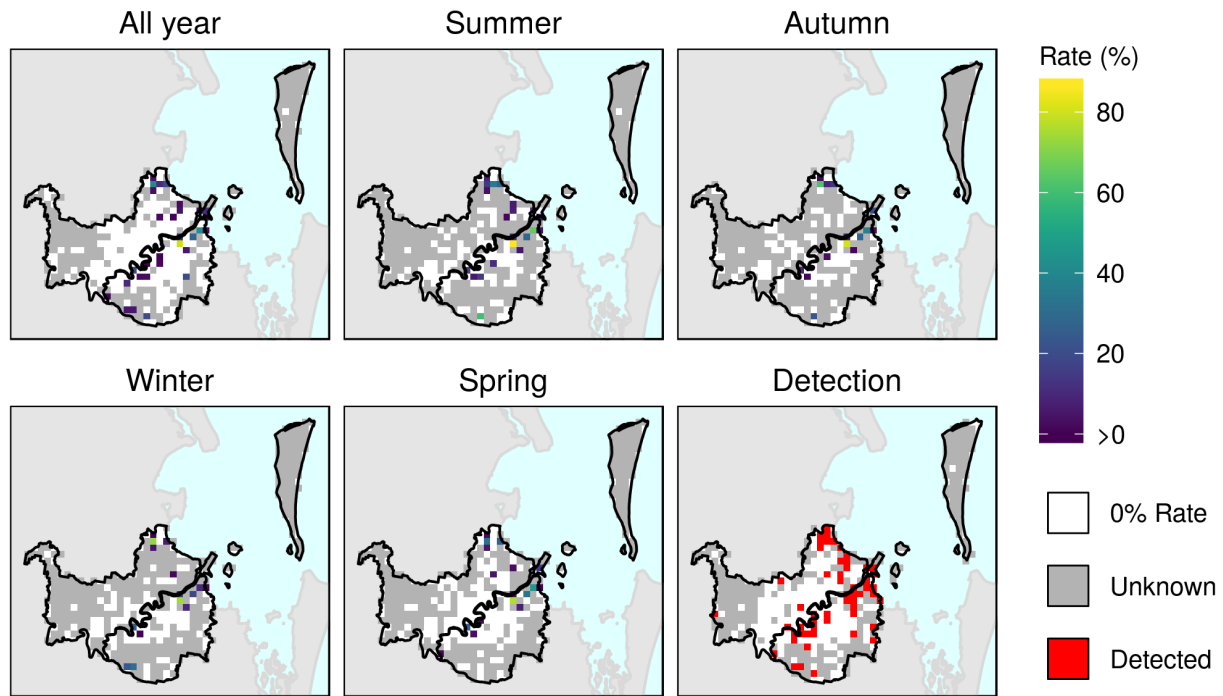 All year
Summer
Autumn
Rate (%)
80
60
40
20
>0
Winter
Spring
Detection
0% Rate
Unknown
Detected